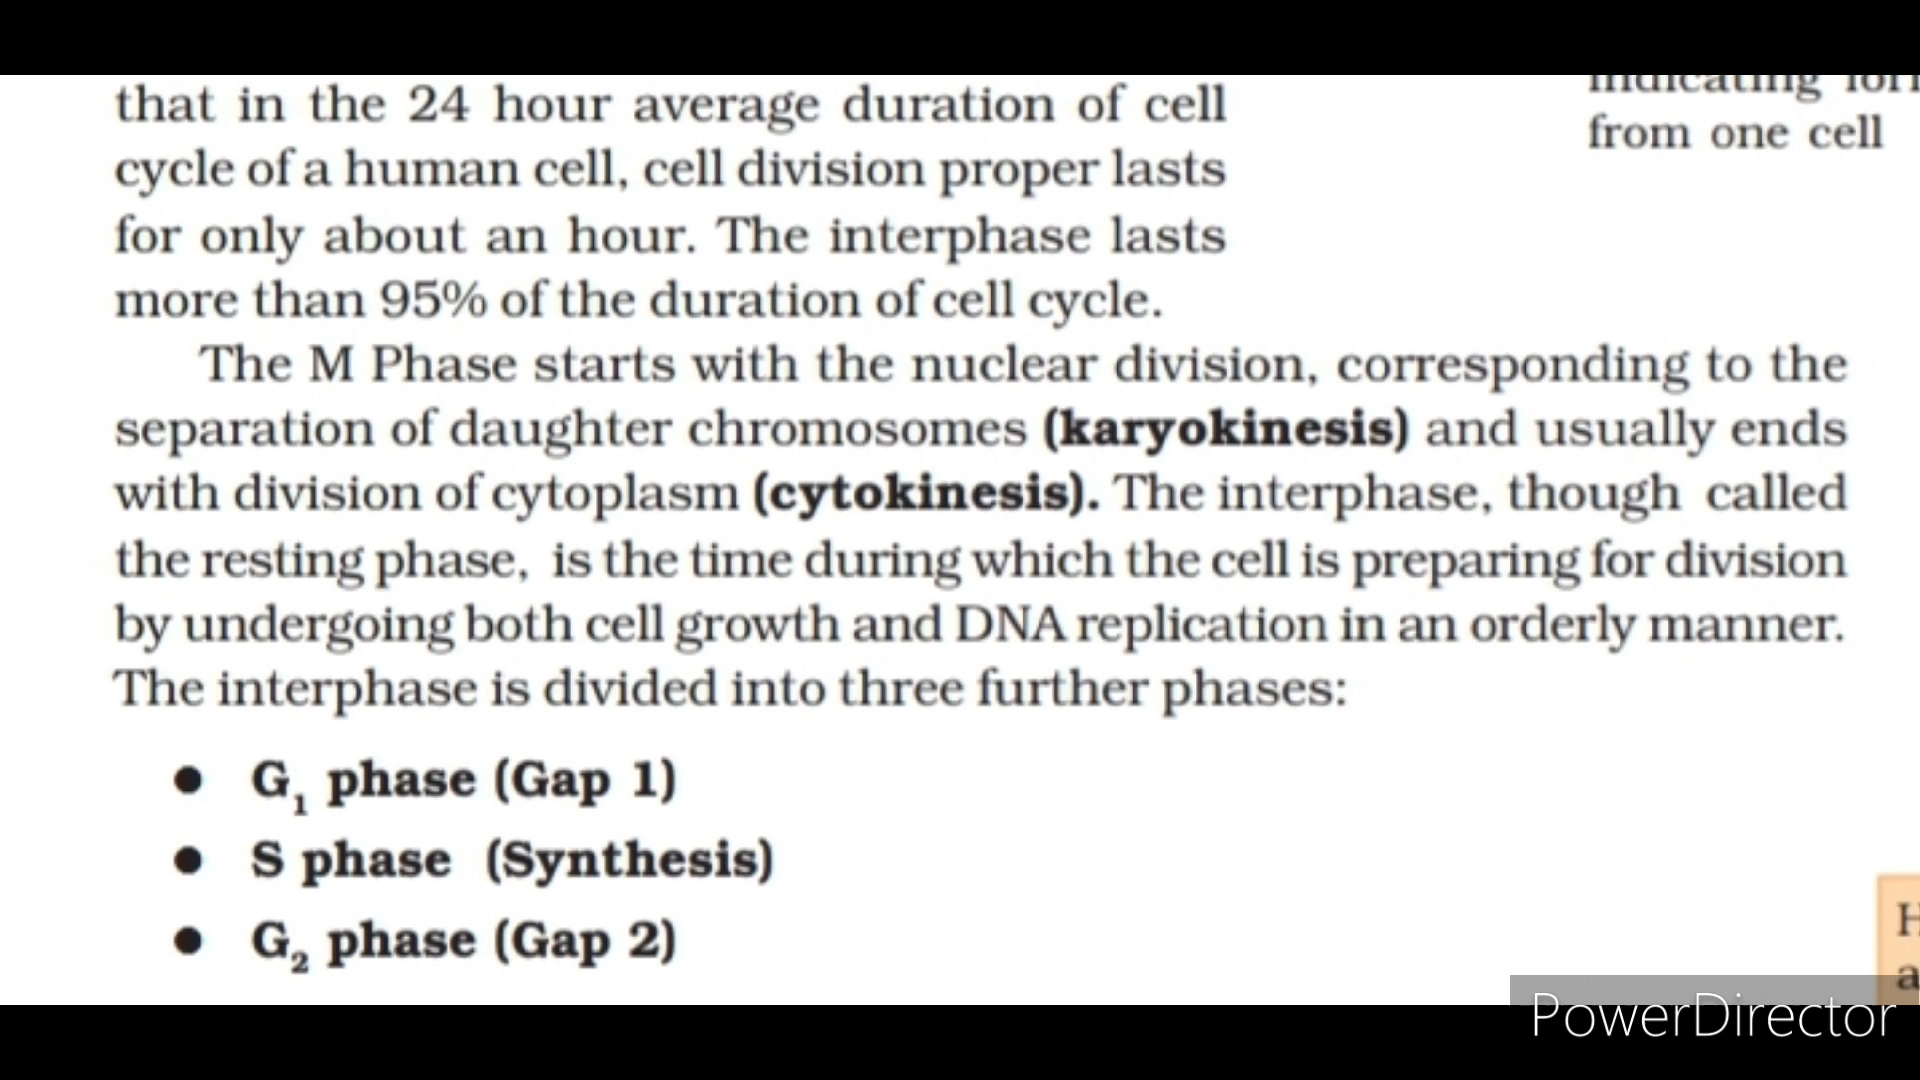 that in the 24 hour average duration of cell
cycle of a human cell, cell division proper lasts
for only about an hour. The interphase lasts
more than 95% of the duration of cell cycle.
The M Phase starts with the nuclear division, corresponding to the
separation of daughter chromosomes (karyokinesis) and usually ends
with division of cytoplasm (cytokinesis). The interphase, though called
the resting phase, is the time during which the cell is preparing for division
by undergoing both cell growth and DNA replication in an orderly manner.
The interphase is divided into three further phases:
● G₁ phase (Gap 1)
● S phase (Synthesis)
● G₂ phase (Gap 2)
indicating
from one cell
PowerDirector